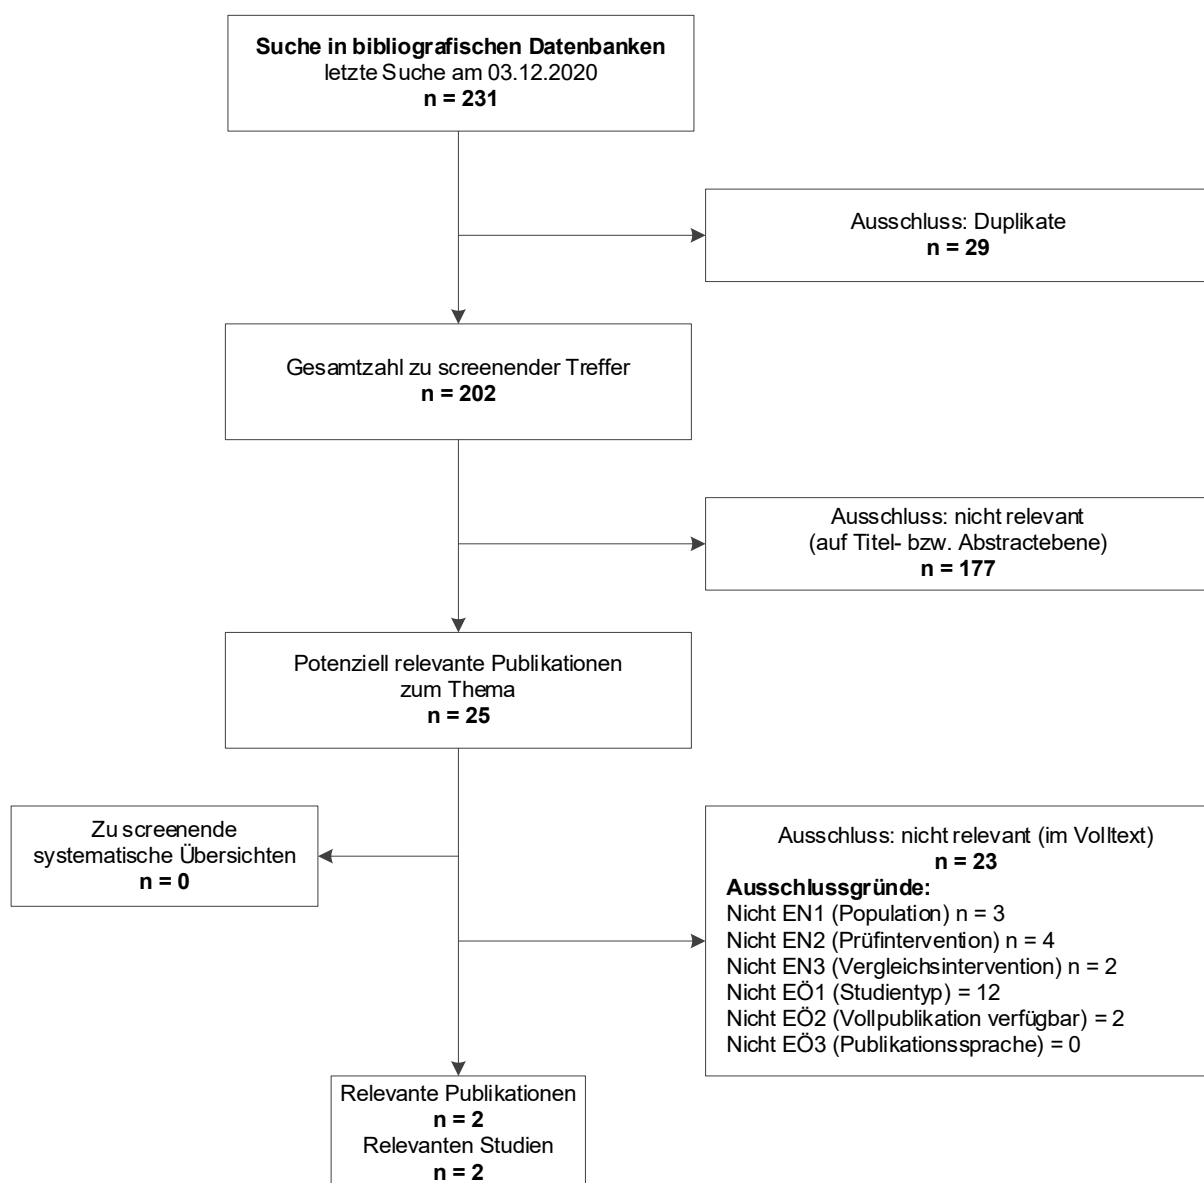 Suche in bibliografischen Datenbanken
letzte Suche am 03.12.2020
n = 231
Ausschluss: Duplikate
n = 29
Gesamtzahl zu screenender Treffer
n = 202
Ausschluss: nicht relevant
(auf Titel- bzw. Abstractebene)
n = 177
Potenziell relevante Publikationen
zum Thema
n = 25
Zu screenende
systematische Übersichten
n = 0
Ausschluss: nicht relevant (im Volltext)
n = 23
Ausschlussgründe:
Nicht EN1 (Population) n = 3
Nicht EN2 (Prüfintervention) n = 4
Nicht EN3 (Vergleichsintervention) n = 2
Nicht EÖ1 (Studientyp) = 12
Nicht EÖ2 (Vollpublikation verfügbar) = 2
Nicht EÖ3 (Publikationssprache) = 0
Relevante Publikationen
n = 2
Relevanten Studien
n = 2